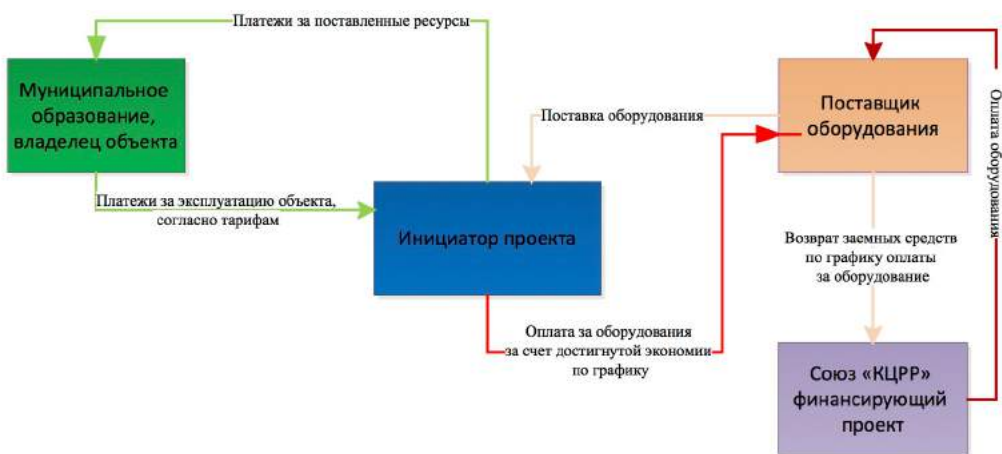 Платежи за поставленные ресурсы
Муниципальное
образование,
владелец объекта
Поставщик
оборудования
Оплата оборудования
Поставка оборудования
Платежи за эксплуатацию объекта,
согласно тарифам
Инициатор проекта
Возврат заемных средств
по графику оплаты
за оборудование
Оплата за оборудования
за счет достигнутой экономии
по графику
Союз «КЦРР»
финансирующий
проект